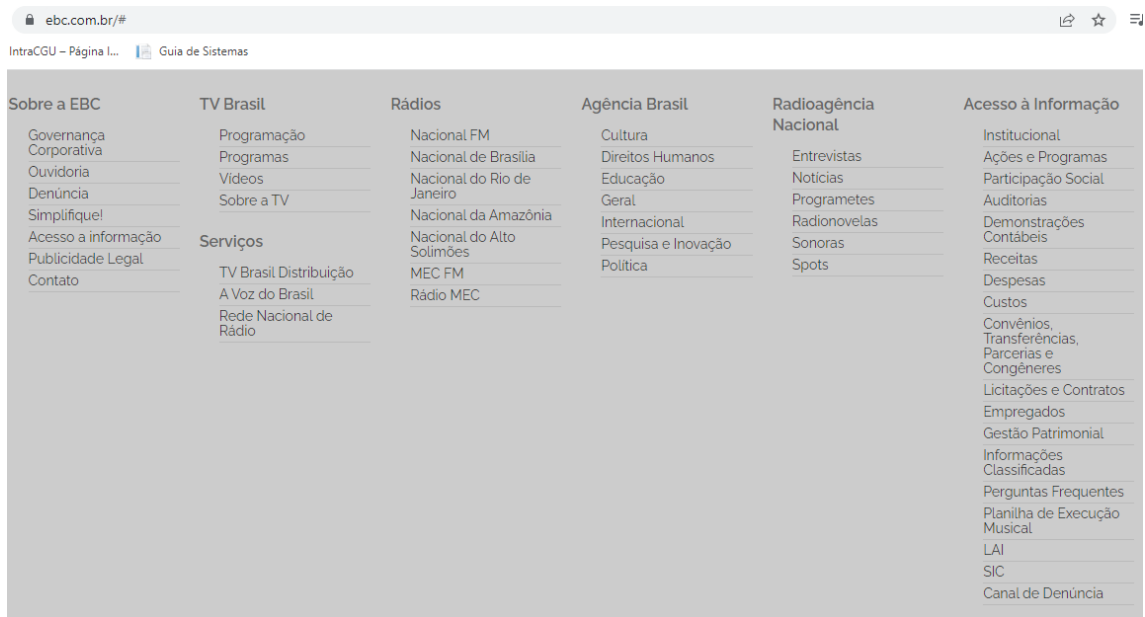 ebc.com.br/#
IntraCGU – Página I...
Guia de Sistemas
Sobre a EBC
Governança
Corporativa
Ouvidoria
Denúncia
Simplifique!
Acesso a informação
Publicidade Legal
Contato
TV Brasil
Programação
Programas
Vídeos
Sobre a TV
Serviços
TV Brasil Distribuição
A Voz do Brasil
Rede Nacional de
Rádio
Rádios
Nacional FM
Nacional de Brasília
Nacional do Rio de
Janeiro
Nacional da Amazônia
Nacional do Alto
Solimões
MEC FM
Rádio MEC
Agência Brasil
Cultura
Direitos Humanos
Educação
Geral
Internacional
Pesquisa e Inovação
Política
Radioagência
Nacional
Entrevistas
Notícias
Programetes
Radionovelas
Sonoras
Spots
Acesso à Informação
Institucional
Ações e Programas
Participação Social
Auditorias
Demonstrações
Contábeis
Receitas
Despesas
Custos
Convênios,
Transferências,
Parcerias e
Congêneres
Licitações e Contratos
Empregados
Gestão Patrimonial
Informações
Classificadas
Perguntas Frequentes
Planilha de Execução
Musical
LAI
SIC
Canal de Denúncia